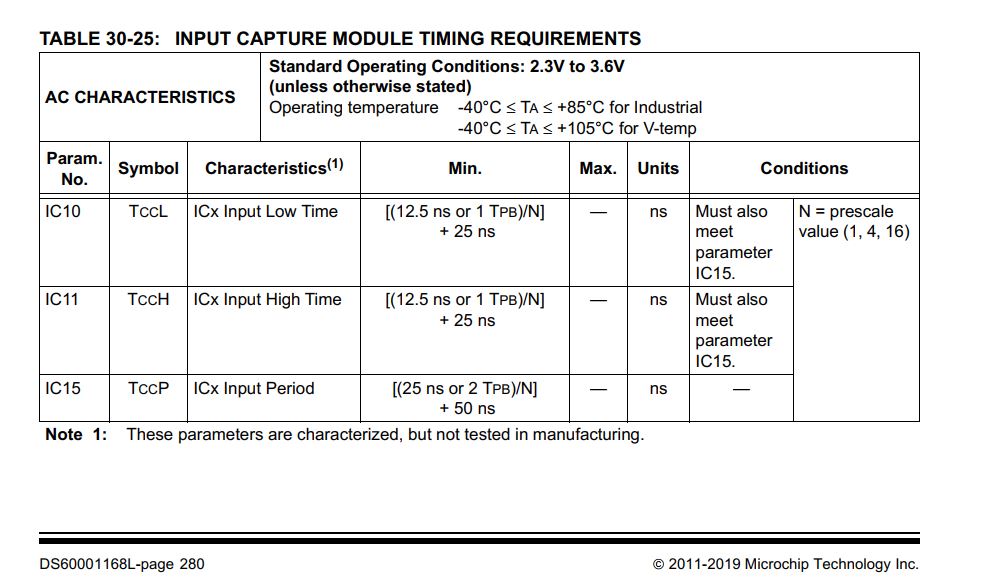 TABLE 30-25: INPUT CAPTURE MODULE TIMING REQUIREMENTS
AC CHARACTERISTICS
Standard Operating Conditions: 2.3V to 3.6V
(unless otherwise stated)
Operating temperature -40°C ≤ TA ≤ +85°C for Industrial
-40°C ≤ TA ≤ +105°C for V-temp
Param.
No.
Symbol
Characteristics(1)
Min.
Max.
Units
Conditions
IC10
TCCL
ICx Input Low Time
[(12.5 ns or 1 TPB)/N]
+ 25 ns
—
ns
Must also
meet
parameter
IC15.
N = prescale
value (1, 4, 16)
IC11
TCCH
ICx Input High Time
[(12.5 ns or 1 TPB)/N]
+ 25 ns
—
ns
Must also
meet
parameter
IC15.
IC15
TCCP
ICx Input Period
[(25 ns or 2 TPB)/N]
+ 50 ns
—
ns
—
Note 1: These parameters are characterized, but not tested in manufacturing.
DS60001168L-page 280
© 2011-2019 Microchip Technology Inc.